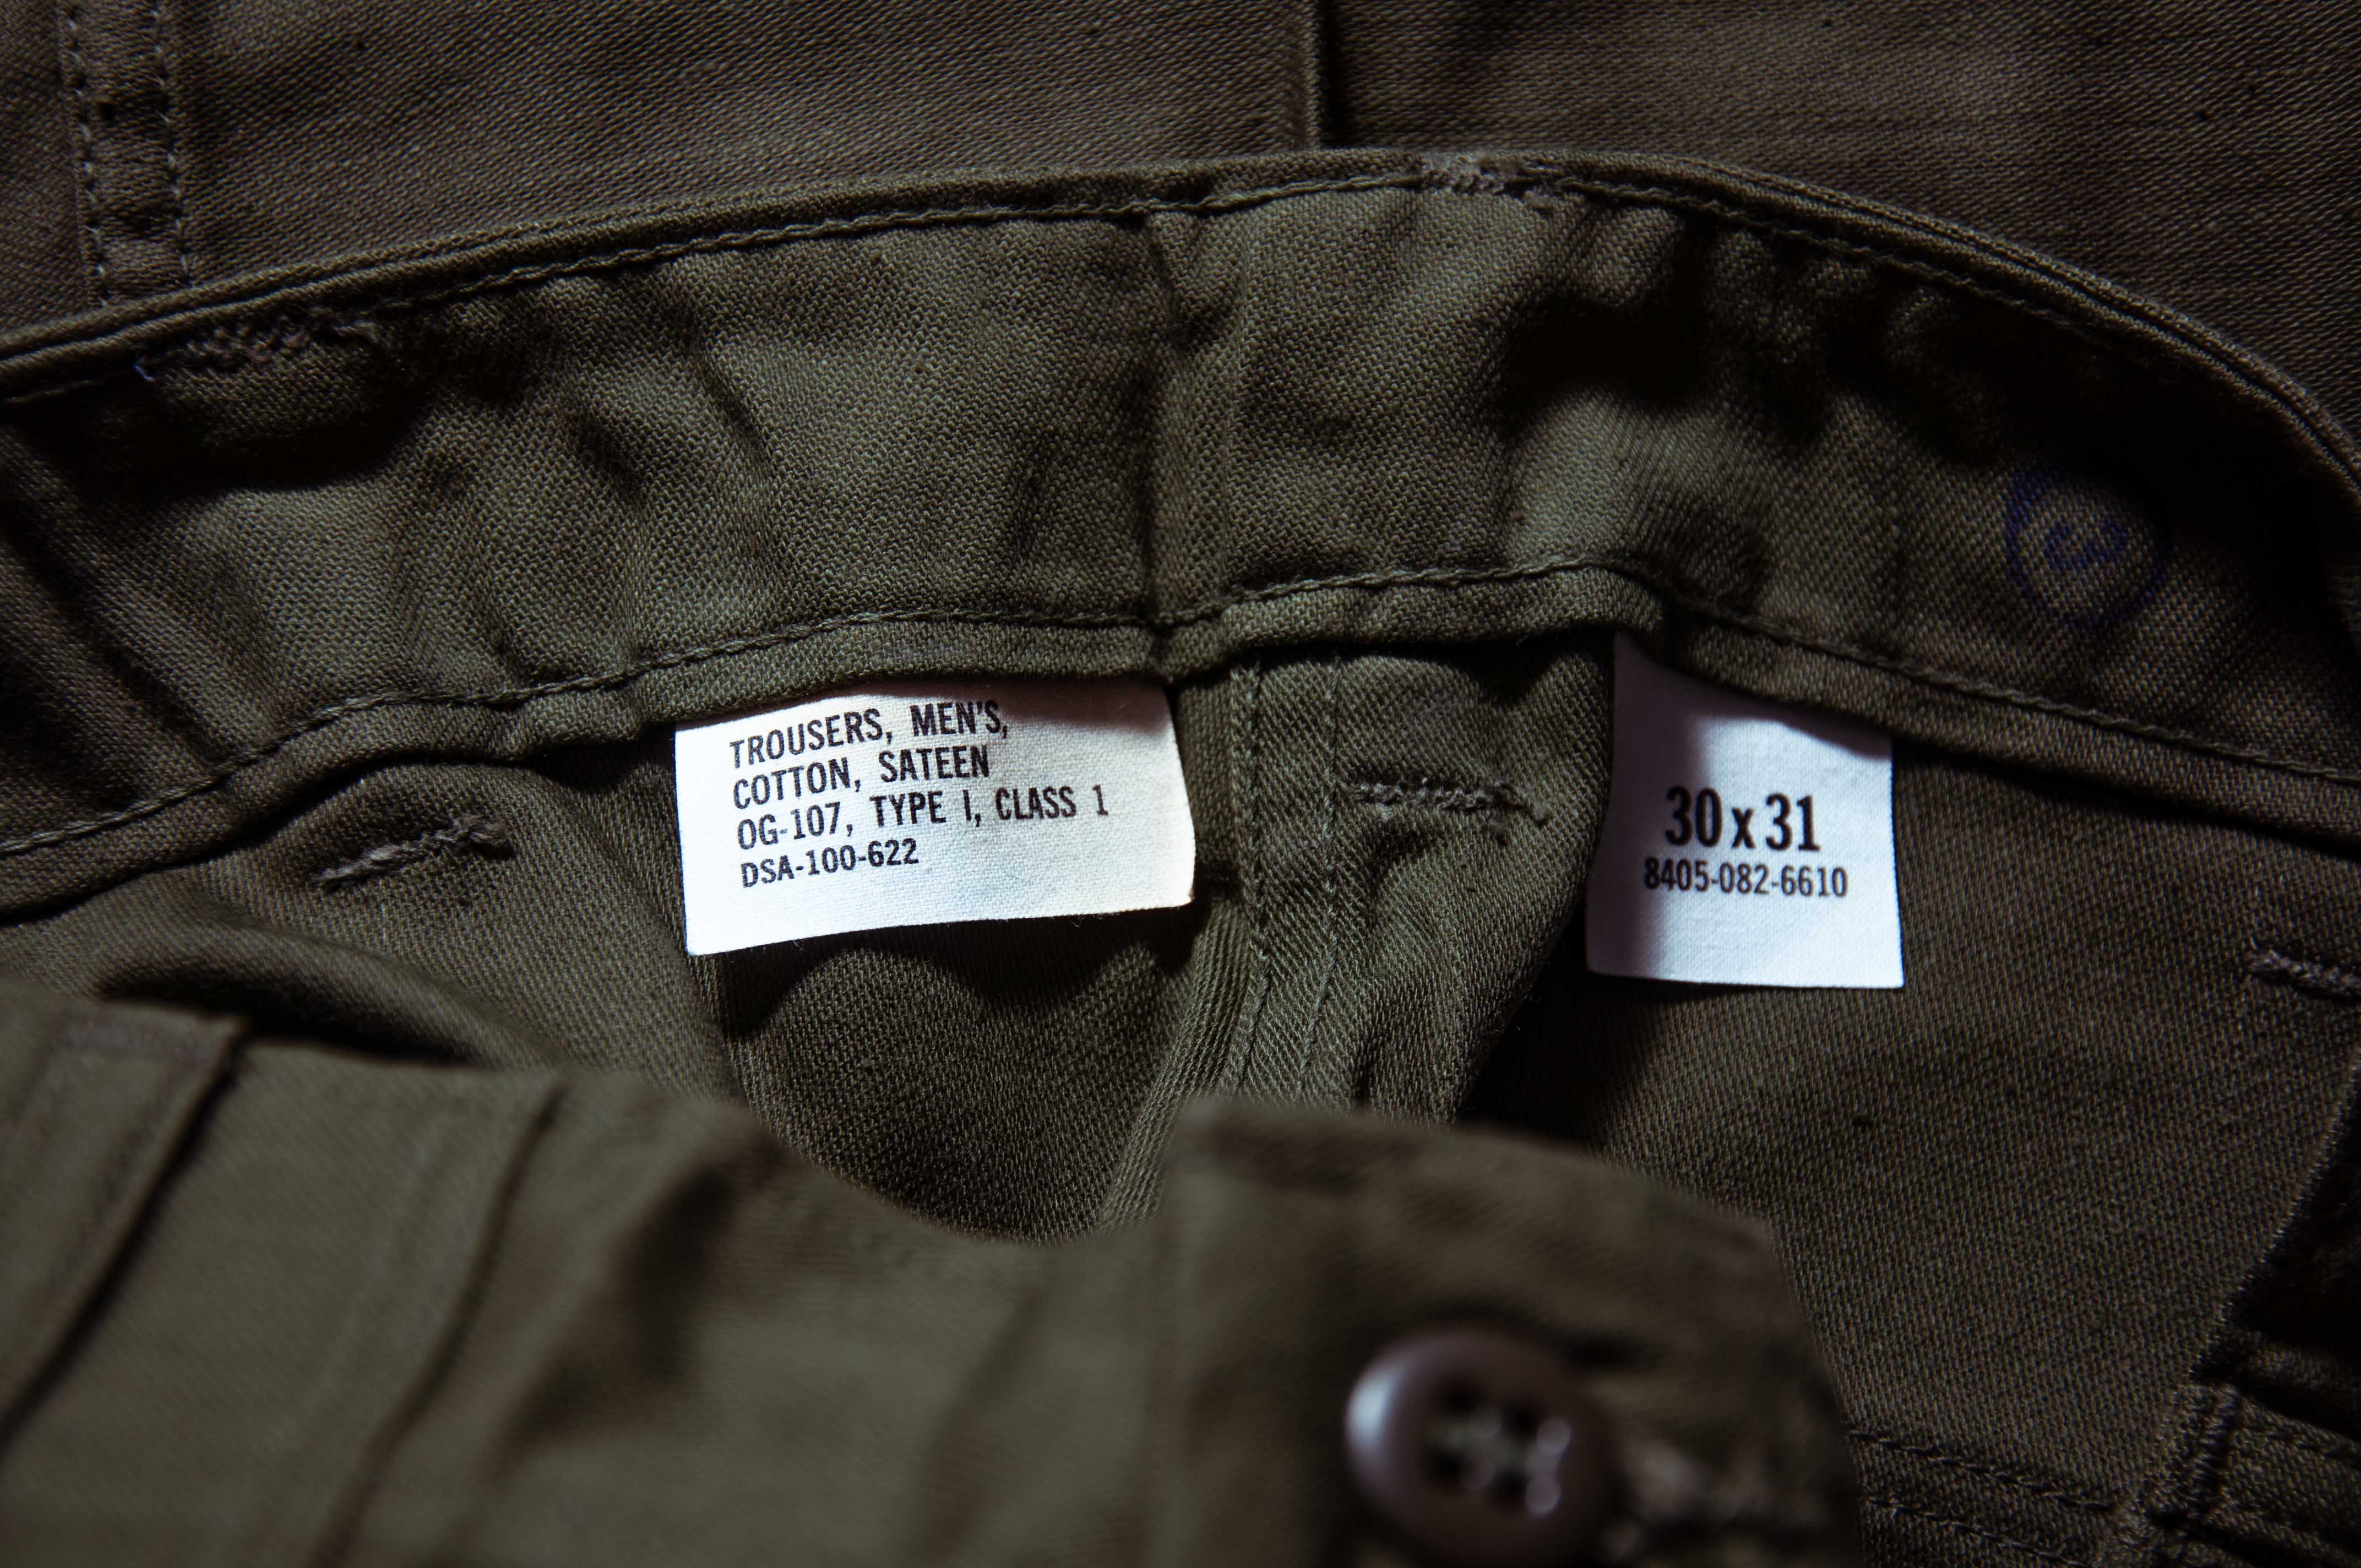 TROUSERS, MEN'S,
COTTON, SATEEN
OG-107, TYPE I, CLASS 1
DSA-100-622
30 x 31
8405-082-6610